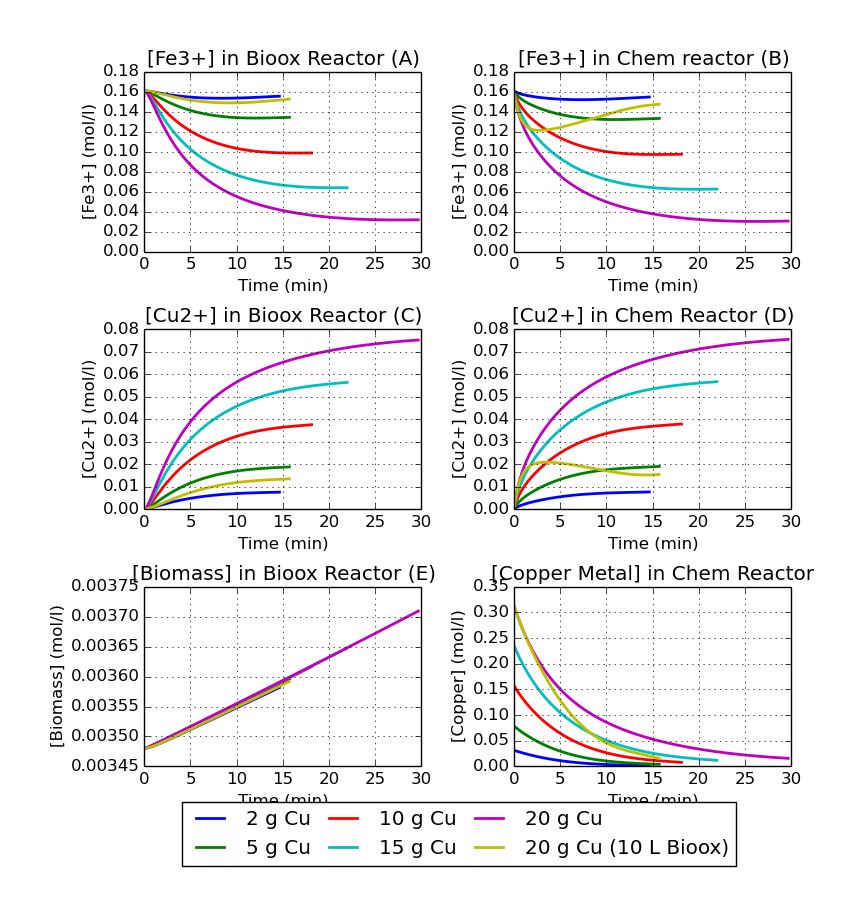 [Fe3+] in Bioox Reactor (A)
[Fe3+] in Chem reactor (B)
0.18
0.16
0.14
0.12
0.10
0.08
0.06
0.04
0.02
0.00
[Fe3+] (mol/l)
0 5 10 15 20 25 30
Time (min)
0.18
0.16
0.14
0.12
0.10
0.08
0.06
0.04
0.02
0.00
[Fe3+] (mol/l)
0 5 10 15 20 25 30
Time (min)
[Cu2+] in Bioox Reactor (C)
[Cu2+] in Chem Reactor (D)
0.08
0.07
0.06
0.05
0.04
0.03
0.02
0.01
0.00
[Cu2+] (mol/l)
0 5 10 15 20 25 30
Time (min)
0.08
0.07
0.06
0.05
0.04
0.03
0.02
0.01
0.00
[Cu2+] (mol/l)
0 5 10 15 20 25 30
Time (min)
[Biomass] in Bioox Reactor (E)
[Copper Metal] in Chem Reactor
0.00375
0.00370
0.00365
0.00360
0.00355
0.00350
0.00345
[Biomass] (mol/l)
0 5 10 15 20 25 30
Time (min)
0.35
0.30
0.25
0.20
0.15
0.10
0.05
0.00
[Copper] (mol/l)
0 5 10 15 20 25 30
Time (min)
2 g Cu 10 g Cu 20 g Cu
5 g Cu 15 g Cu 20 g Cu (10 L Bioox)